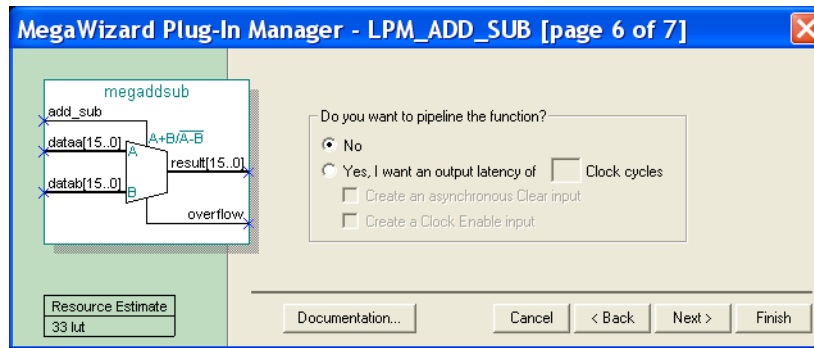 MegaWizard Plug-In Manager - LPM_ADD_SUB [page 6 of 7]
megaddsub
add_sub
A+B/A-B
dataa[15..0]
A
result[15..0]
datab[15..0]
B
overflow
Resource Estimate
33 lut
Do you want to pipeline the function?
No
Yes, I want an output latency of Clock cycles
Create an asynchronous Clear input
Create a Clock Enable input
Documentation... Cancel < Back Next > Finish